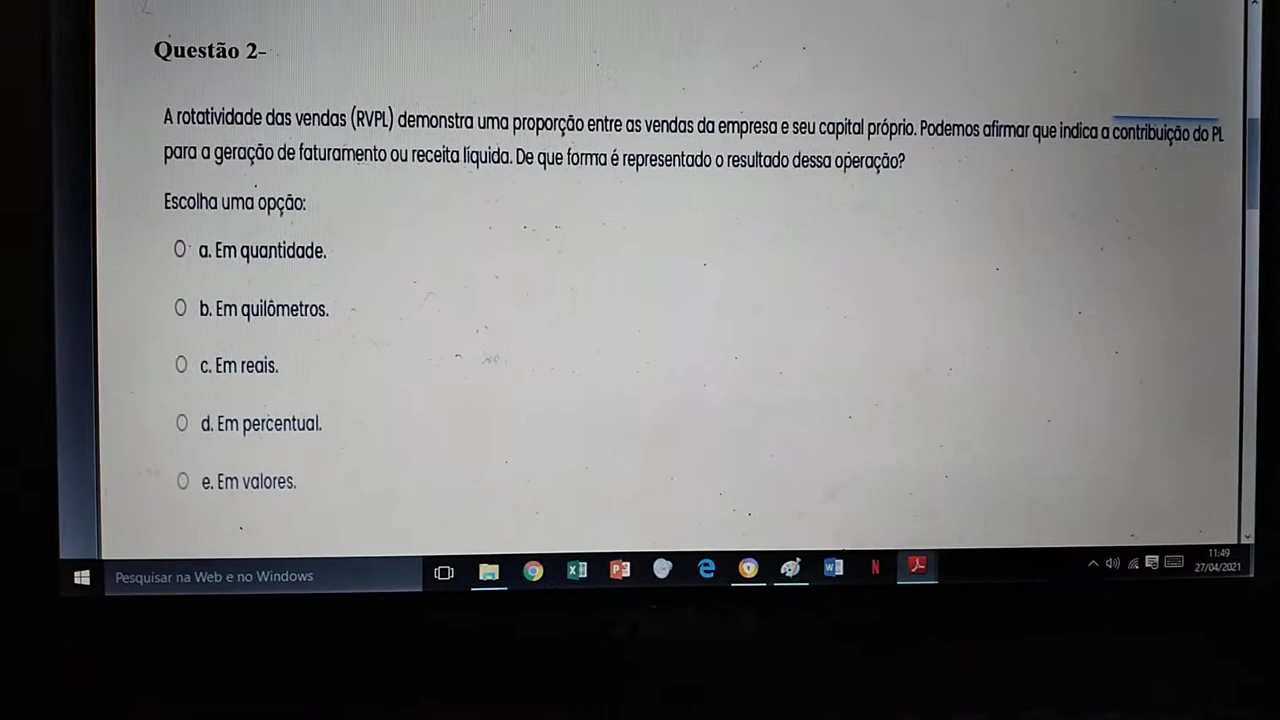 Questão 2-
A rotatividade das vendas (RVPL) demonstra uma proporção entre as vendas da empresa e seu capital próprio. Podemos afirmar que indica a contribuição do PL
para a geração de faturamento ou receita líquida. De que forma é representado o resultado dessa operação?
Escolha uma opção:
a. Em quantidade.
b. Em quilômetros.
c. Em reais.
d. Em percentual.
e. Em valores.
Pesquisar na Web e no Windows
11:49
27/04/2021